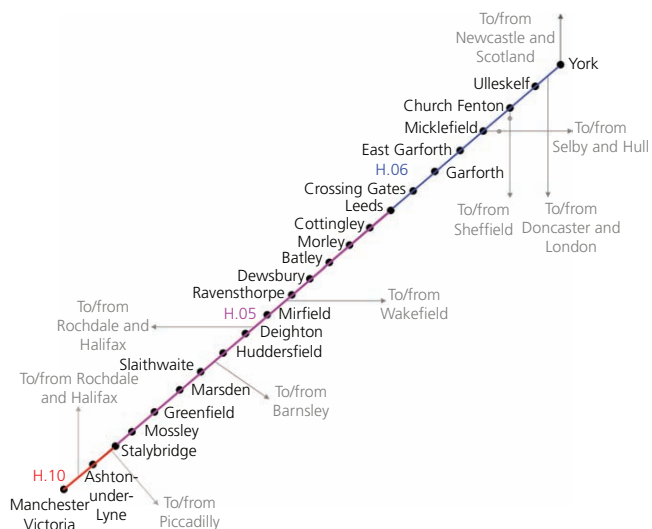 To/from
Newcastle and
Scotland
York
Ulleskelf
Church Fenton
Micklefield
To/from
Selby and Hull
East Garforth
H.06
Garforth
Crossing Gates
Leeds
To/from
Sheffield
To/from
Doncaster and
London
Cottingley
Morley
Batley
Dewsbury
Ravensthorpe
To/from
Wakefield
To/from
Rochdale and
Halifax
H.05
Mirfield
Deighton
Huddersfield
Slaithwaite
To/from Rochdale
and Halifax
Marsden
To/from
Barnsley
Greenfield
Mossley
Stalybridge
H.10
Ashton-
under-
Lyne
Manchester
Victoria
To/from
Piccadilly